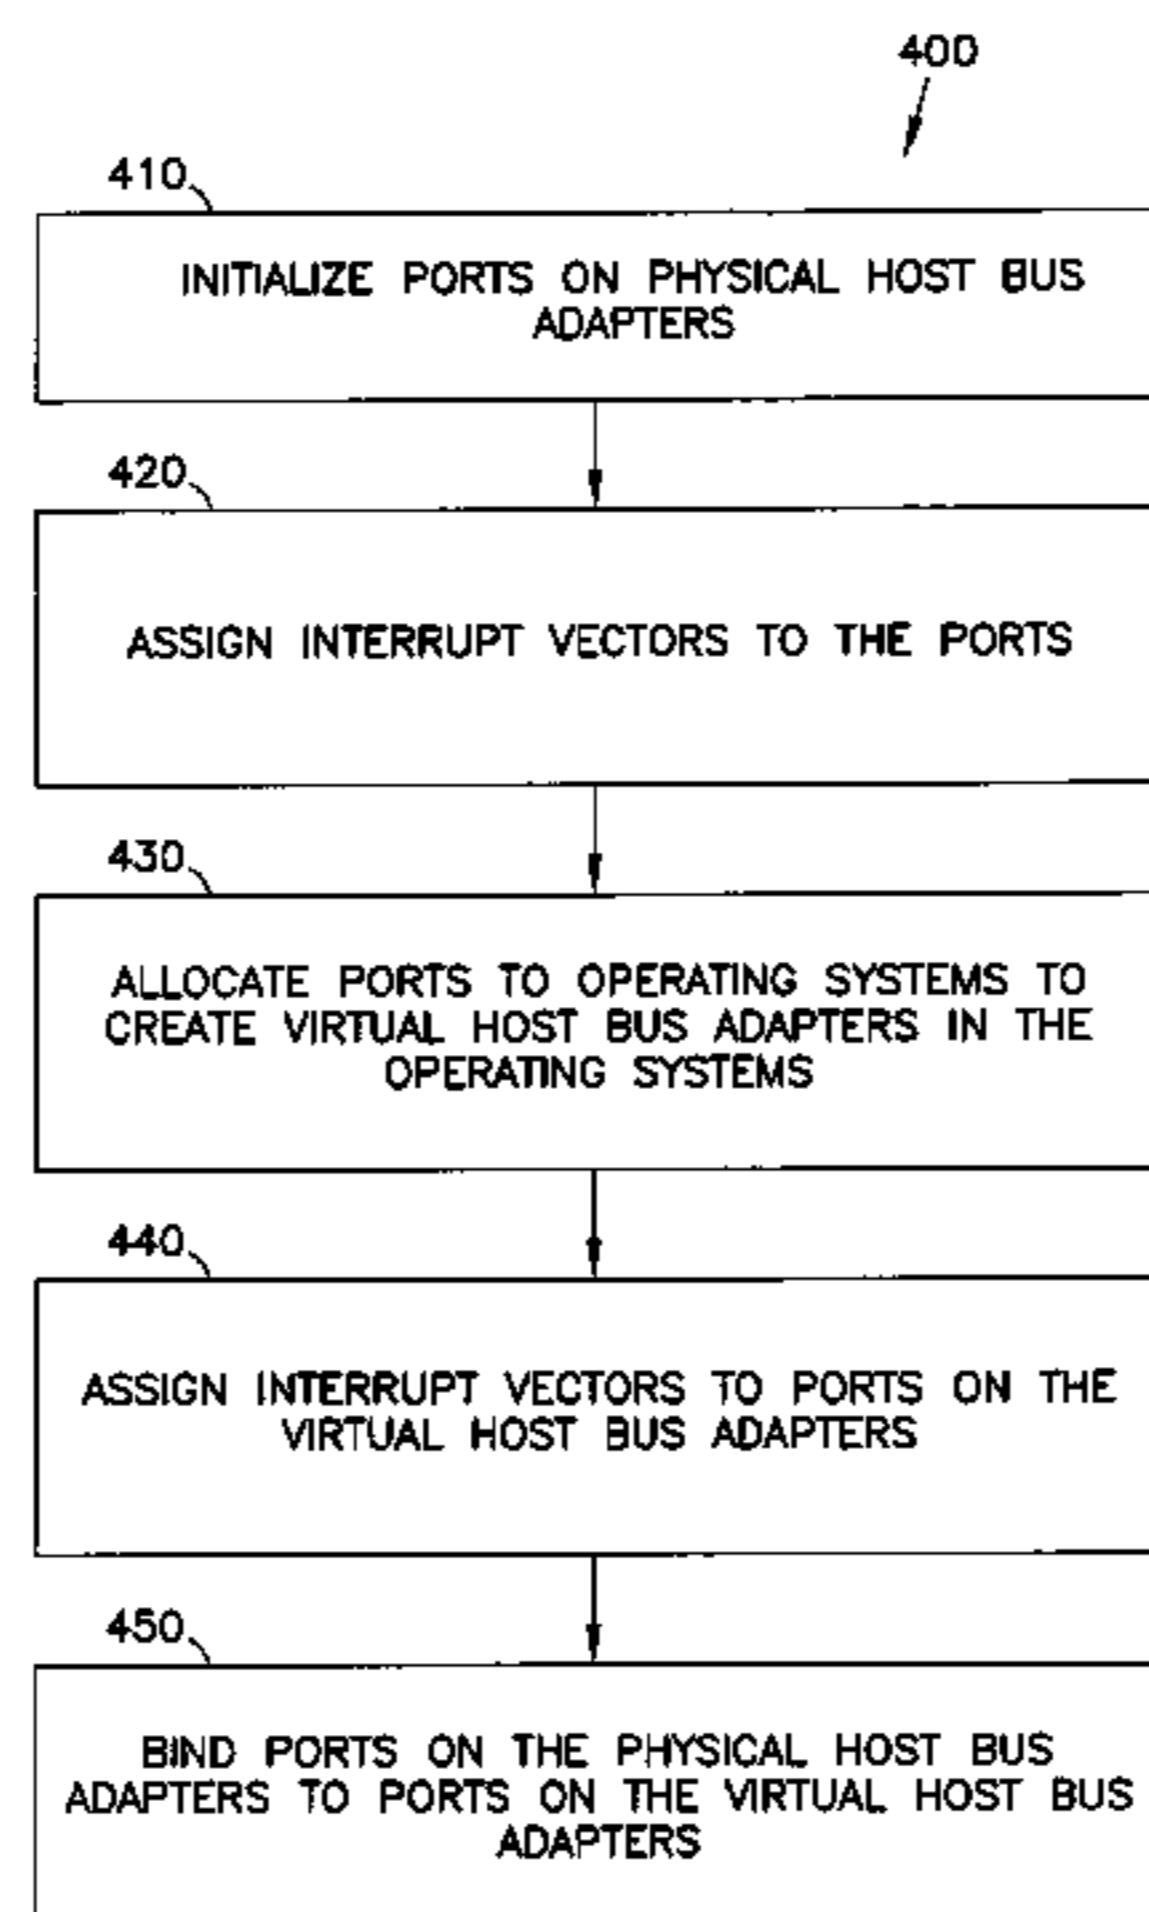 400
410
INITIALIZE PORTS ON PHYSICAL HOST BUS
ADAPTERS
420
ASSIGN INTERRUPT VECTORS TO THE PORTS
430
ALLOCATE PORTS TO OPERATING SYSTEMS TO
CREATE VIRTUAL HOST BUS ADAPTERS IN THE
OPERATING SYSTEMS
440
ASSIGN INTERRUPT VECTORS TO PORTS ON THE
VIRTUAL HOST BUS ADAPTERS
450
BIND PORTS ON THE PHYSICAL HOST BUS
ADAPTERS TO PORTS ON THE VIRTUAL HOST BUS
ADAPTERS